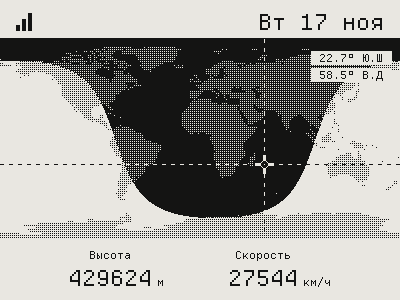 Вт 17 ноя
22.7° Ю.Ш
58.5° В.Д
Высота
429624 м
Скорость
27544 км/ч